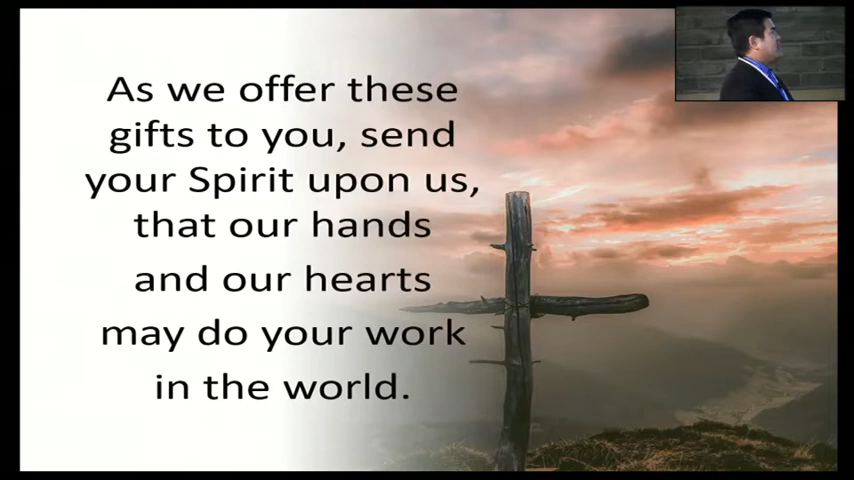 As we offer these
gifts to you, send
your Spirit upon us,
that our hands
and our hearts
may do your work
in the world.